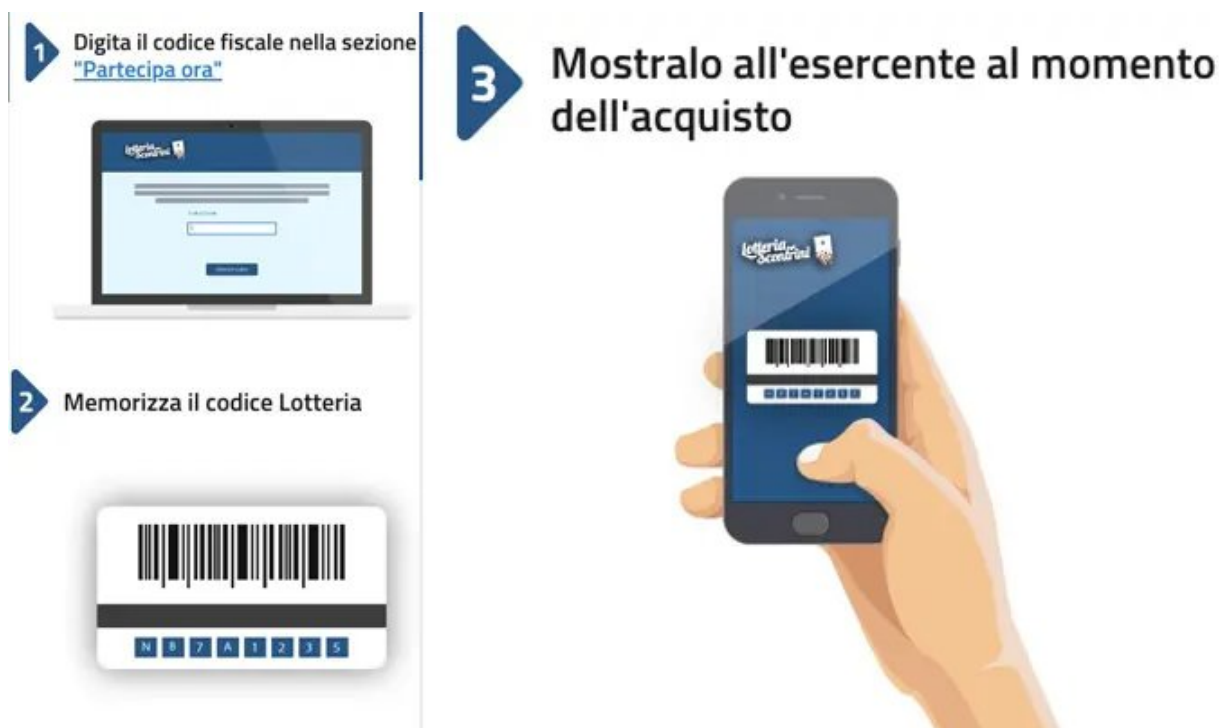 1
Digita il codice fiscale nella sezione
"Partecipa ora"
Lotteria
Scontrini
2
Memorizza il codice Lotteria
N B 7 A 1 2 3 5
3
Mostralo all'esercente al momento
dell'acquisto
Lotteria
Scontrini